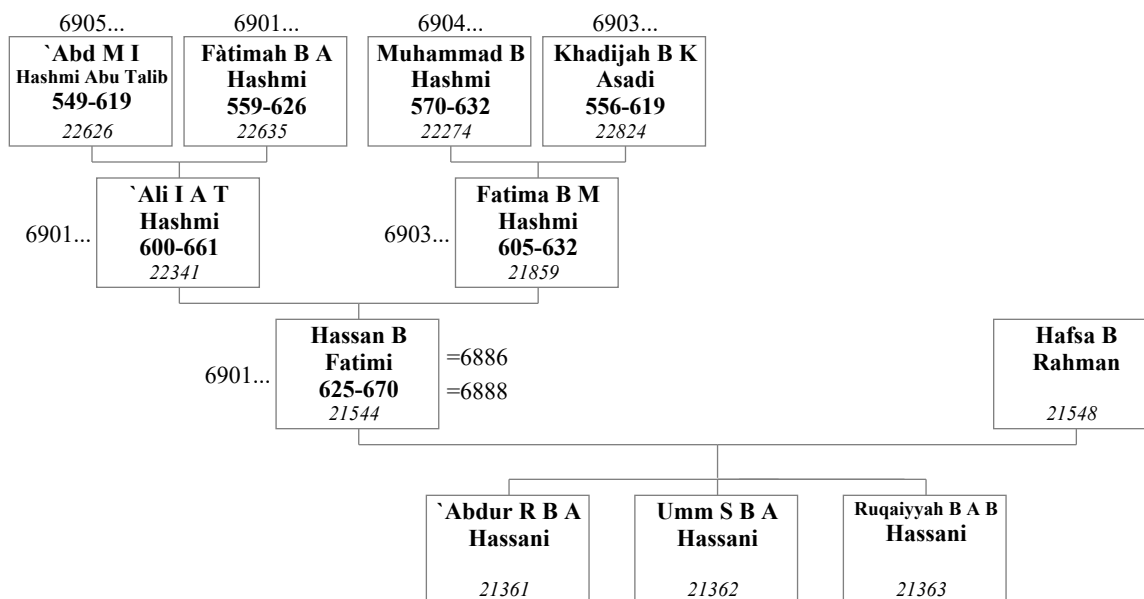 6905...
6901...
6904...
6903...
`Abd M I
Hashmi Abu Talib
549-619
22626
Fàtimah B A
Hashmi
559-626
22635
Muhammad B
Hashmi
570-632
22274
Khadijah B K
Asadi
556-619
22824
6901...
`Ali I A T
Hashmi
600-661
22341
6903...
Fatima B M
Hashmi
605-632
21859
6901...
Hassan B
Fatimi
625-670
21544
=6886
=6888
Hafsa B
Rahman
21548
`Abdur R B A
Hassani
21361
Umm S B A
Hassani
21362
Ruqaiyyah B A B
Hassani
21363